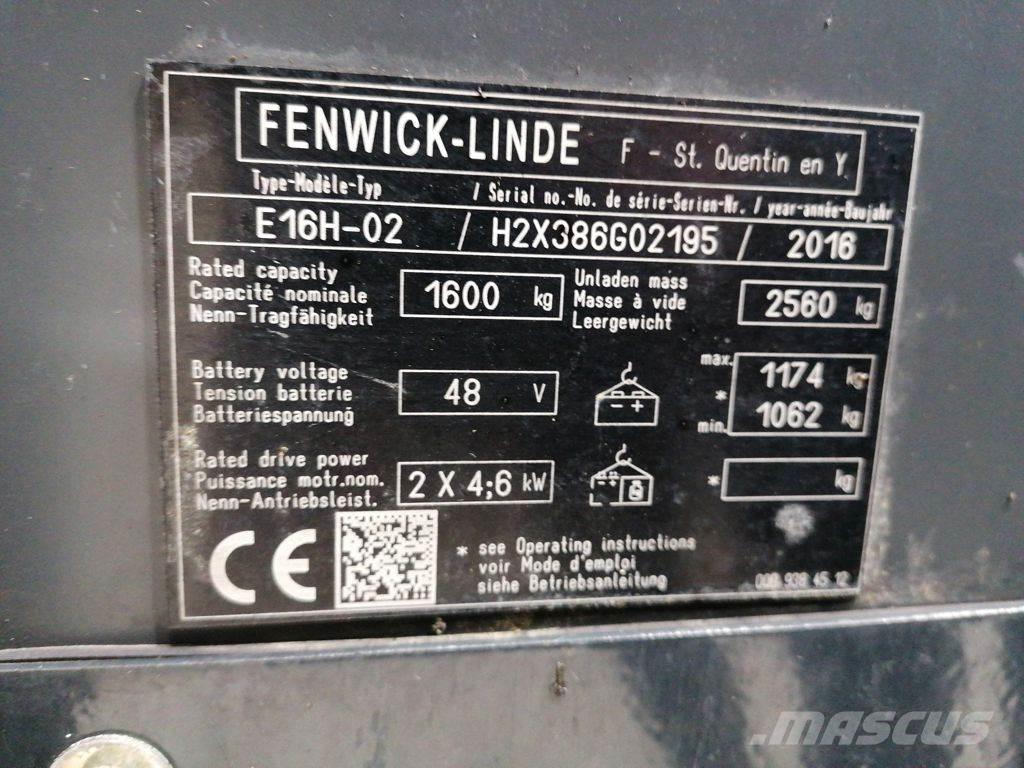 FENWICK-LINDE F - St. Quentin en Y
Type-Modèle-Typ / Serial no.-No. de série-Serien-Nr. / year-année-Baujahr
E16H-02 / H2X386G02195 / 2016
Rated capacity
Capacité nominale
Nenn-Tragfähigkeit
1600 kg
Unladen mass
Masse à vide
Leergewicht
2560 kg
Battery voltage
Tension batterie
Batteriespannung
48 V
- +
max. 1174 kg
*
min. 1062 kg
Rated drive power
Puissance motr.nom.
Nenn-Antriebsleist.
2 X 4;6 kW
* kg
CE
* see Operating instructions
voir Mode d'emploi
siehe Betriebsanleitung
000 938 45 12
MASCUS